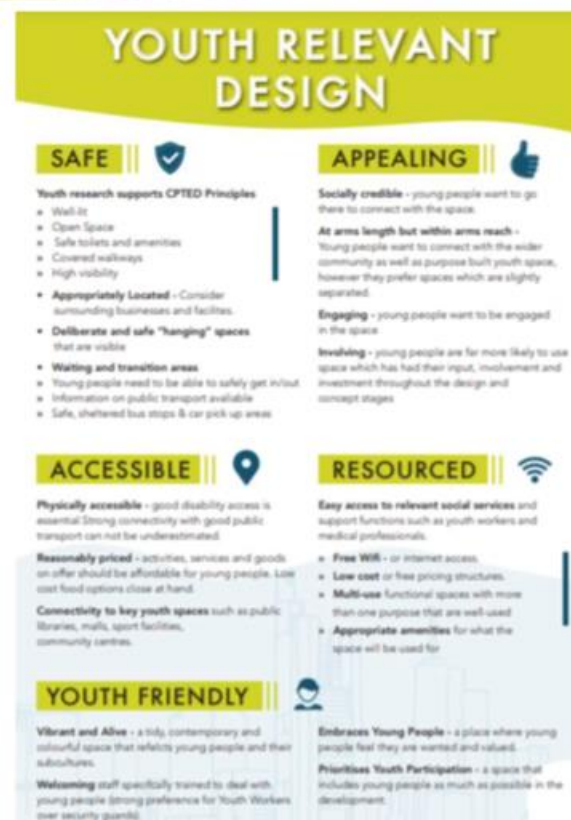 YOUTH RELEVANT
DESIGN
SAFE
Youth research supports CPTED Principles
» Well-lit
» Open Space
» Safe toilets and amenities
» Covered walkways
» High visibility
• Appropriately Located - Consider
surrounding businesses and facilites.
• Deliberate and safe "hanging" spaces
that are visible
• Waiting and transition areas
» Young people need to be able to safely get in/out
» Information on public transport available
» Safe, sheltered bus stops & car pick up areas
APPEALING
Socially credible - young people want to go
there to connect with the space.
At arms length but within arms reach -
Young people want to connect with the wider
community as well as purpose built youth space,
however they prefer spaces which are slightly
separated.
Engaging - young people want to be engaged
in the space
Involving - young people are far more likely to use
space which has had their input, involvement and
investment throughout the design and
concept stages
ACCESSIBLE
Physically accessible - good disability access is
essential Strong connectivity with good public
transport can not be underestimated.
Reasonably priced - activities, services and goods
on offer should be affordable for young people. Low
cost food options close at hand.
Connectivity to key youth spaces such as public
libraries, malls, sport facilities,
community centres.
RESOURCED
Easy access to relevant social services and
support functions such as youth workers and
medical professionals.
» Free Wifi - or internet access.
» Low cost or free pricing structures.
» Multi-use functional spaces with more
than one purpose that are well-used
» Appropriate amenities for what the
space will be used for
YOUTH FRIENDLY
Vibrant and Alive - a tidy, contemporary and
colourful space that refelcts young people and their
subcultures.
Welcoming staff specifically trained to deal with
young people (strong preference for Youth Workers
over security guards).
Embraces Young People - a place where young
people feel they are wanted and valued.
Prioritises Youth Participation - a space that
includes young people as much as possible in the
development.